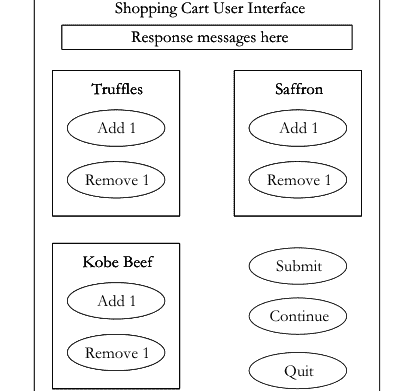 Shopping Cart User Interface
Response messages here
Truffles
Add 1
Remove 1
Saffron
Add 1
Remove 1
Kobe Beef
Add 1
Remove 1
Submit
Continue
Quit